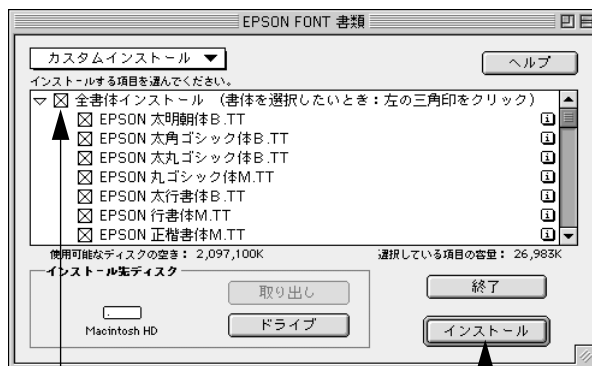 EPSON FONT 書類
カスタムインストール ▼
ヘルプ
インストールする項目を選んでください。
全書体インストール （書体を選択したいとき：左の三角印をクリック）
EPSON 太明朝体B.TT
EPSON 太角ゴシック体B.TT
EPSON 太丸ゴシック体B.TT
EPSON 丸ゴシック体M.TT
EPSON 太行書体B.TT
EPSON 行書体M.TT
EPSON 正楷書体M.TT
使用可能なディスクの空き： 2,097,100K 選択している項目の容量： 26,983K
インストール先ディスク
取り出し
終了
Macintosh HD
ドライブ
インストール